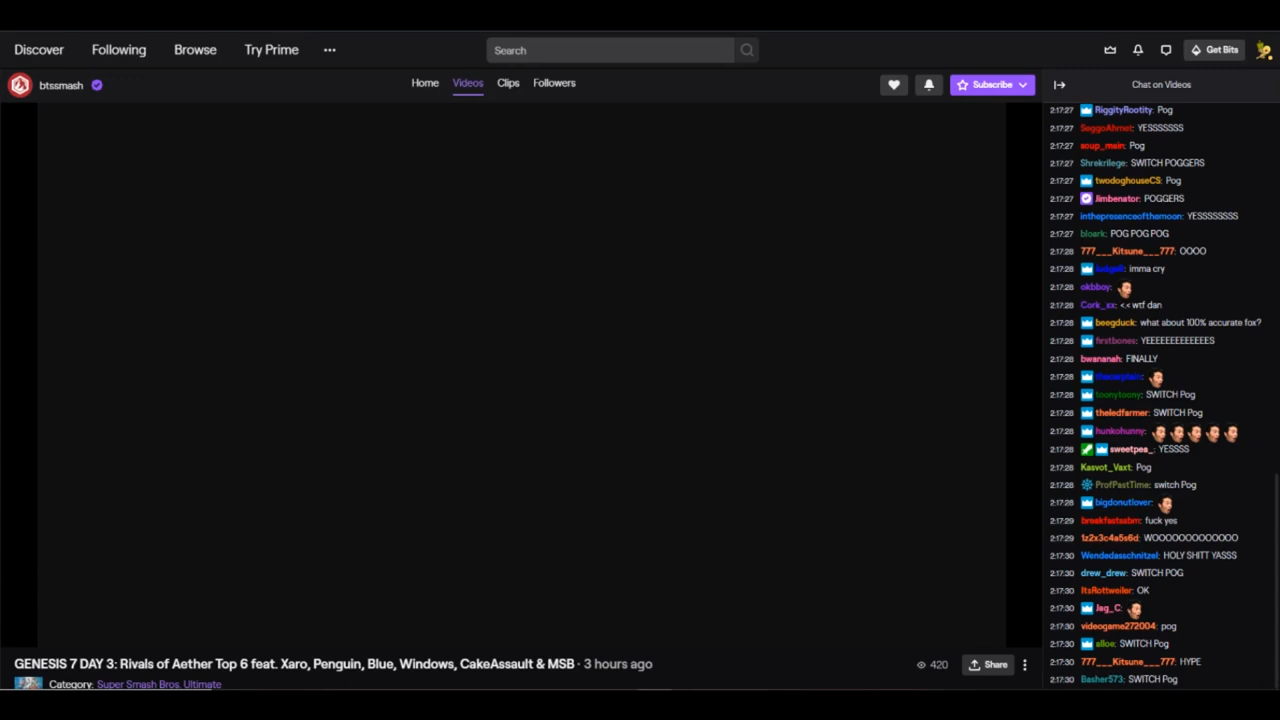 Discover Following Browse Try Prime ··· Search Get Bits
btssmash Home Videos Clips Followers Subscribe Chat on Videos
2:17:27 RiggityRootity: Pog
2:17:27 SoggoAhmet: YESSSSSSS
2:17:27 soup_main: Pog
2:17:27 Shrekrilege: SWITCH POGGERS
2:17:27 twodoghouseCS: Pog
2:17:27 Jimbenator: POGGERS
2:17:27 inthepresenceofthemoon: YESSSSSSSS
2:17:27 bloark: POG POG POG
2:17:28 777___Kitsune___777: OOOO
2:17:28 imma cry
2:17:28 okbboy:
2:17:28 Cork_xx: << wtf dan
2:17:28 beegduck: what about 100% accurate fox?
2:17:28 firstbones: YEEEEEEEEEEEEES
2:17:28 bwananah: FINALLY
2:17:28
2:17:28 toonytoony: SWITCH Pog
2:17:28 theledfarmer: SWITCH Pog
2:17:28 hunkohunny:
2:17:28 sweetpea_: YESSSS
2:17:28 Kasvot_Vaxt: Pog
2:17:28 ProfPastTime: switch Pog
2:17:28 bigdonutlover:
2:17:29 breakfastssbm: fuck yes
2:17:29 1z2x3c4a5s6d: WOOOOOOOOOOOOO
2:17:30 Wendedasschnitzel: HOLY SHITT YASSS
2:17:30 drew_drew: SWITCH POG
2:17:30 ItsRottweiler: OK
2:17:30 Jag_C:
2:17:30 videogame272004: pog
2:17:30 alloe: SWITCH Pog
2:17:30 777___Kitsune___777: HYPE
2:17:30 Basher573: SWITCH Pog
GENESIS 7 DAY 3: Rivals of Aether Top 6 feat. Xaro, Penguin, Blue, Windows, CakeAssault & MSB · 3 hours ago 420 Share
Category: Super Smash Bros. Ultimate